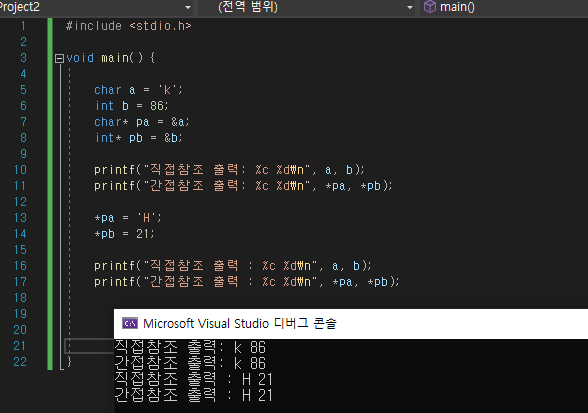 Project2 (전역 범위) main()
1 #include <stdio.h>
2
3 void main() {
4
5 char a = 'k';
6 int b = 86;
7 char* pa = &a;
8 int* pb = &b;
9
10 printf("직접참조 출력: %c %d₩n", a, b);
11 printf("간접참조 출력: %c %d₩n", *pa, *pb);
12
13 *pa = 'H';
14 *pb = 21;
15
16 printf("직접참조 출력 : %c %d₩n", a, b);
17 printf("간접참조 출력 : %c %d₩n", *pa, *pb);
18
19
20
21
22 }
C:\ Microsoft Visual Studio 디버그 콘솔
직접참조 출력: k 86
간접참조 출력: k 86
직접참조 출력 : H 21
간접참조 출력 : H 21